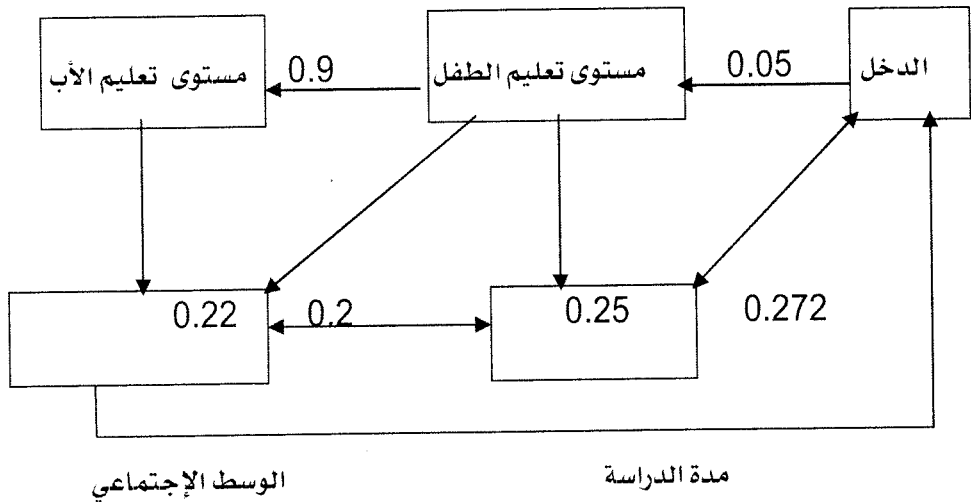 الدخل
0.05
مستوى تعليم الطفل
0.9
مستوى تعليم الأب
0.272
0.25
0.2
0.22
مدة الدراسة
الوسط الإجتماعي